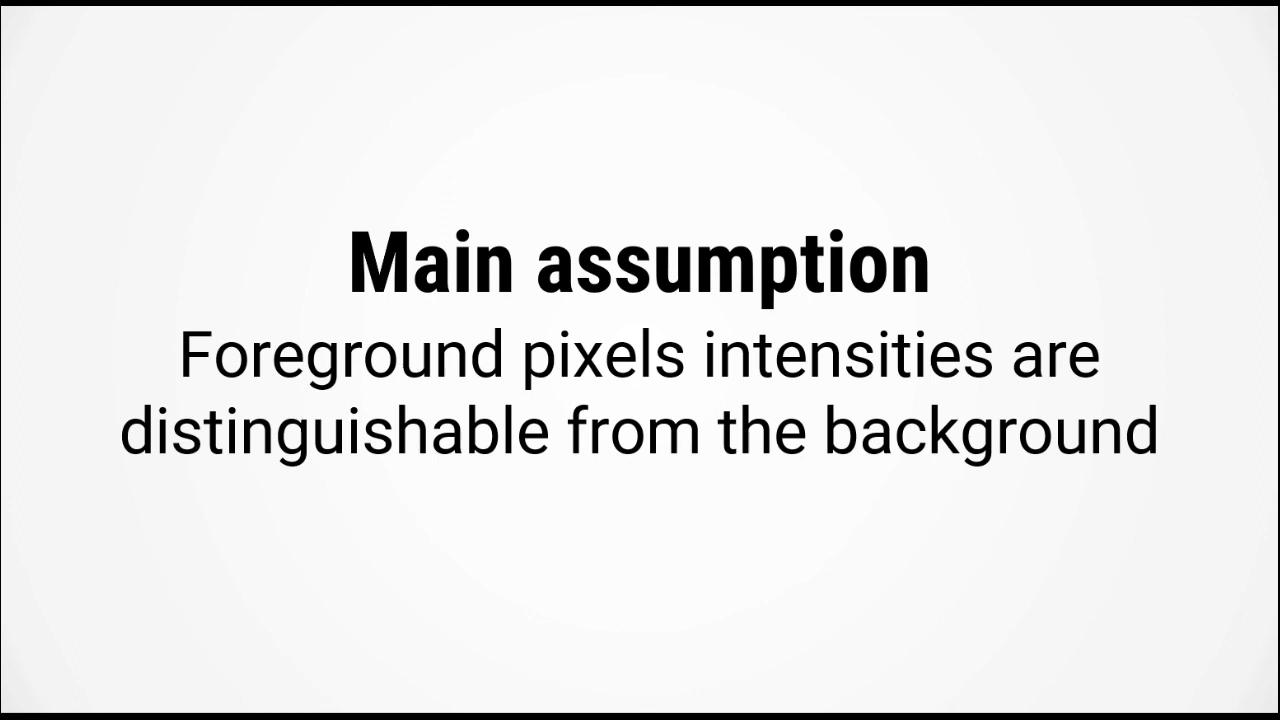 Main assumption
Foreground pixels intensities are
distinguishable from the background